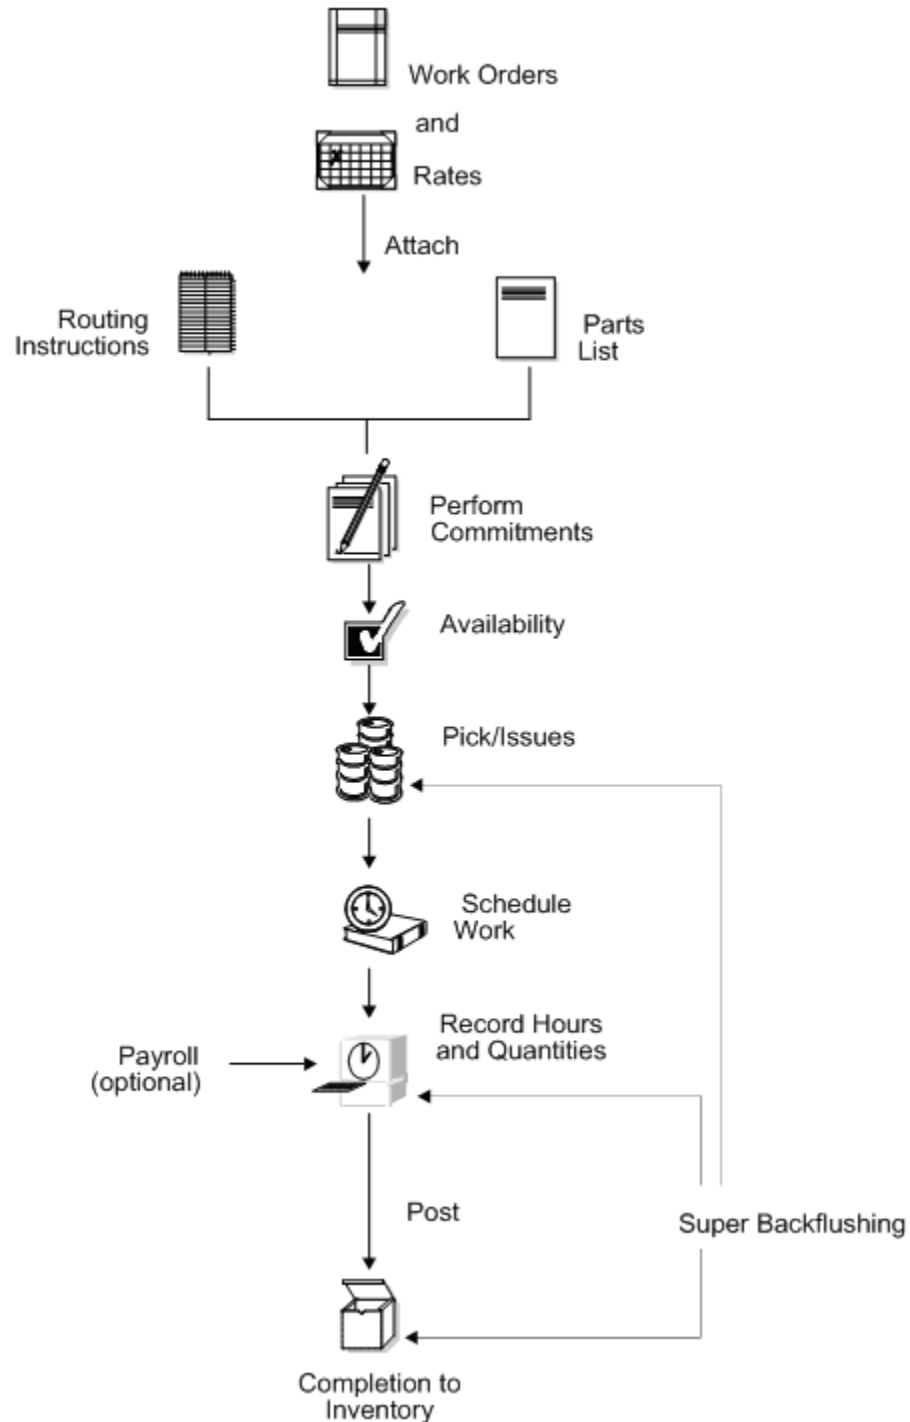 Work Orders
and
Rates
Attach
Routing
Instructions
Parts
List
Perform
Commitments
Availability
Pick/Issues
Schedule
Work
Record Hours
and Quantities
Payroll
(optional)
Post
Super Backflushing
Completion to
Inventory